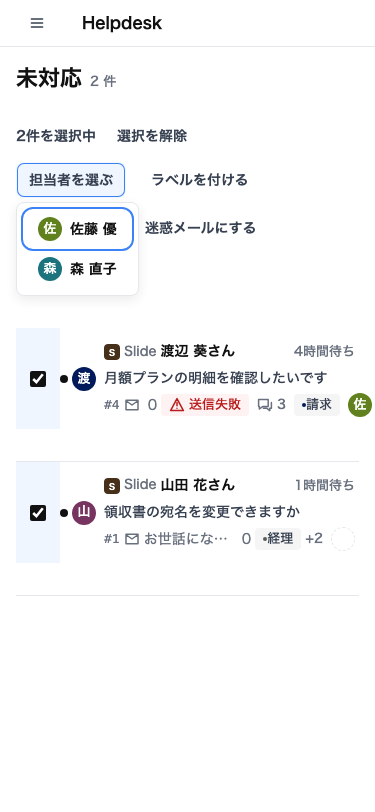 Helpdesk
未対応 2 件
2件を選択中 選択を解除
担当者を選ぶ ラベルを付ける
佐 佐藤 優 迷惑メールにする
森 森 直子
S Slide 渡辺 葵さん 4時間待ち
渡 月額プランの明細を確認したいです
#4 0 送信失敗 3 •請求 佐
S Slide 山田 花さん 1時間待ち
山 領収書の宛名を変更できますか
#1 お世話にな… 0 •経理 +2